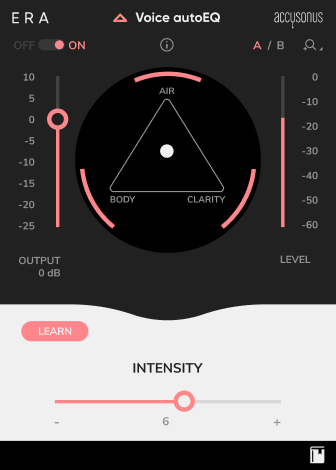 ERA Voice autoEQ accusonus
OFF ON A / B
10 0
5 -10
0 -20
-5 -30
-10 -40
-15 -50
-20 -60
-25
AIR
BODY CLARITY
OUTPUT LEVEL
0 dB
LEARN
INTENSITY
- 6 +